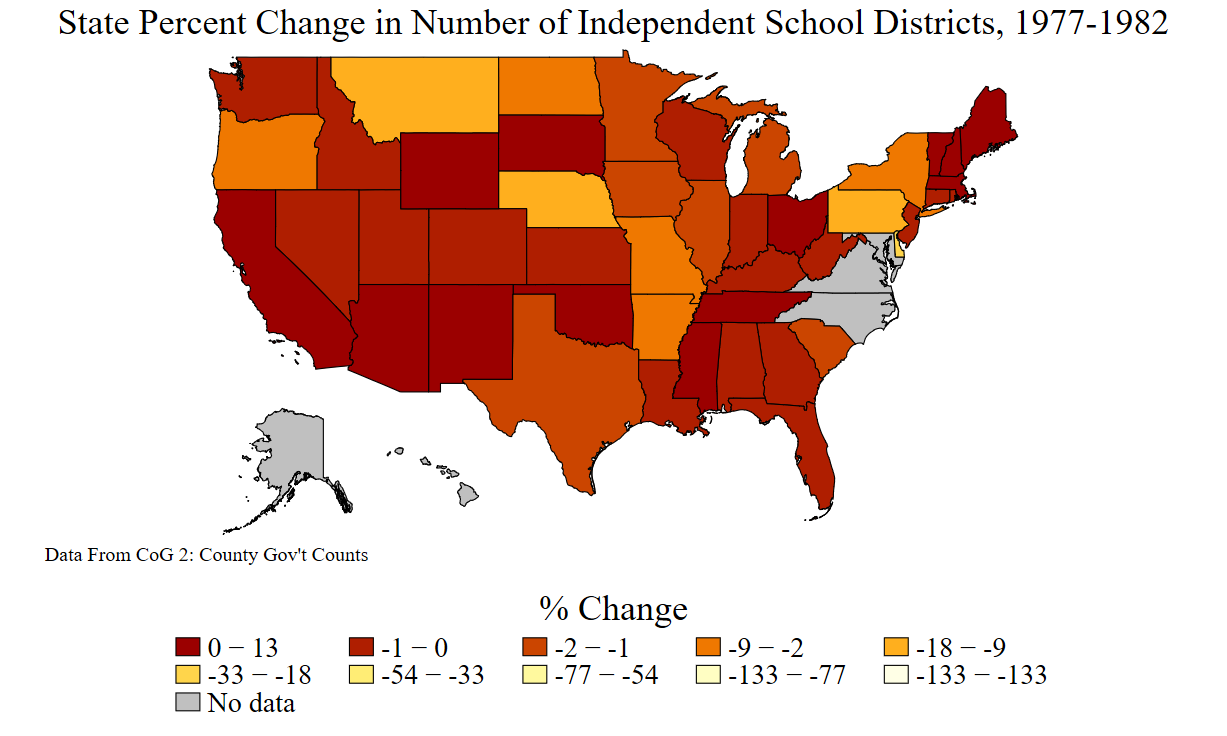 State Percent Change in Number of Independent School Districts, 1977-1982
Data From CoG 2: County Gov't Counts
% Change
0 − 13 -1 − 0 -2 − -1 -9 − -2 -18 − -9
-33 − -18 -54 − -33 -77 − -54 -133 − -77 -133 − -133
No data